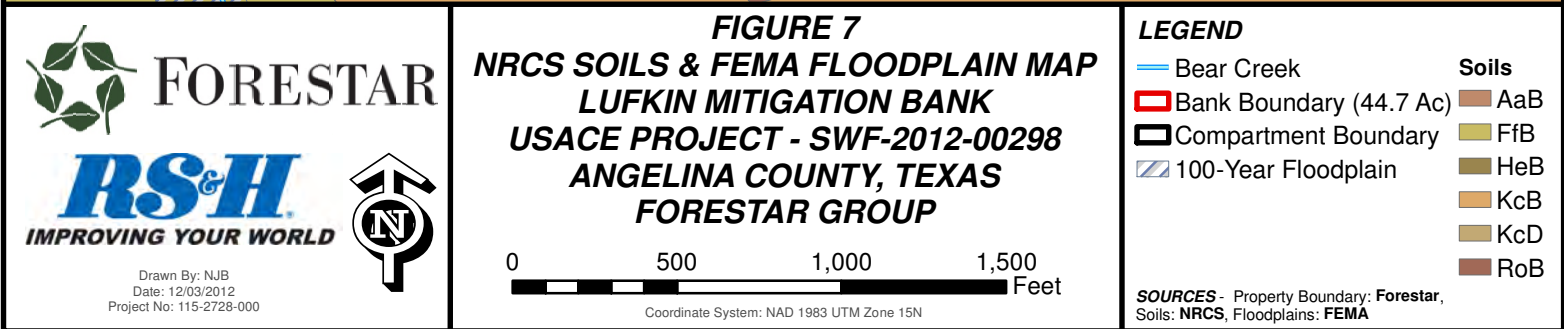 FORESTAR
RS&H
IMPROVING YOUR WORLD
N
Drawn By: NJB
Date: 12/03/2012
Project No: 115-2728-000
FIGURE 7
NRCS SOILS & FEMA FLOODPLAIN MAP
LUFKIN MITIGATION BANK
USACE PROJECT - SWF-2012-00298
ANGELINA COUNTY, TEXAS
FORESTAR GROUP
0 500 1,000 1,500
Feet
Coordinate System: NAD 1983 UTM Zone 15N
LEGEND
Bear Creek
Bank Boundary (44.7 Ac)
Compartment Boundary
100-Year Floodplain
Soils
AaB
FfB
HeB
KcB
KcD
RoB
SOURCES - Property Boundary: Forestar,
Soils: NRCS, Floodplains: FEMA